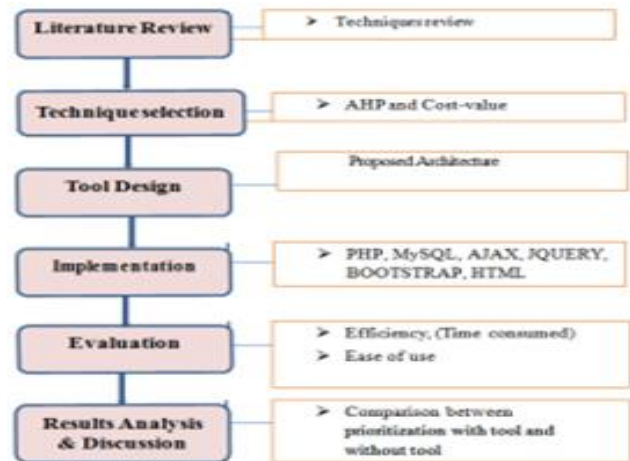 Literature Review
➢ Techniques review
Technique selection
➢ AHP and Cost-value
Tool Design
Proposed Architecture
Implementation
➢ PHP, MySQL, AJAX, JQUERY,
BOOTSTRAP, HTML
Evaluation
➢ Efficiency, (Time consumed)
➢ Ease of use
Results Analysis
& Discussion
➢ Comparison between
prioritization with tool and
without tool